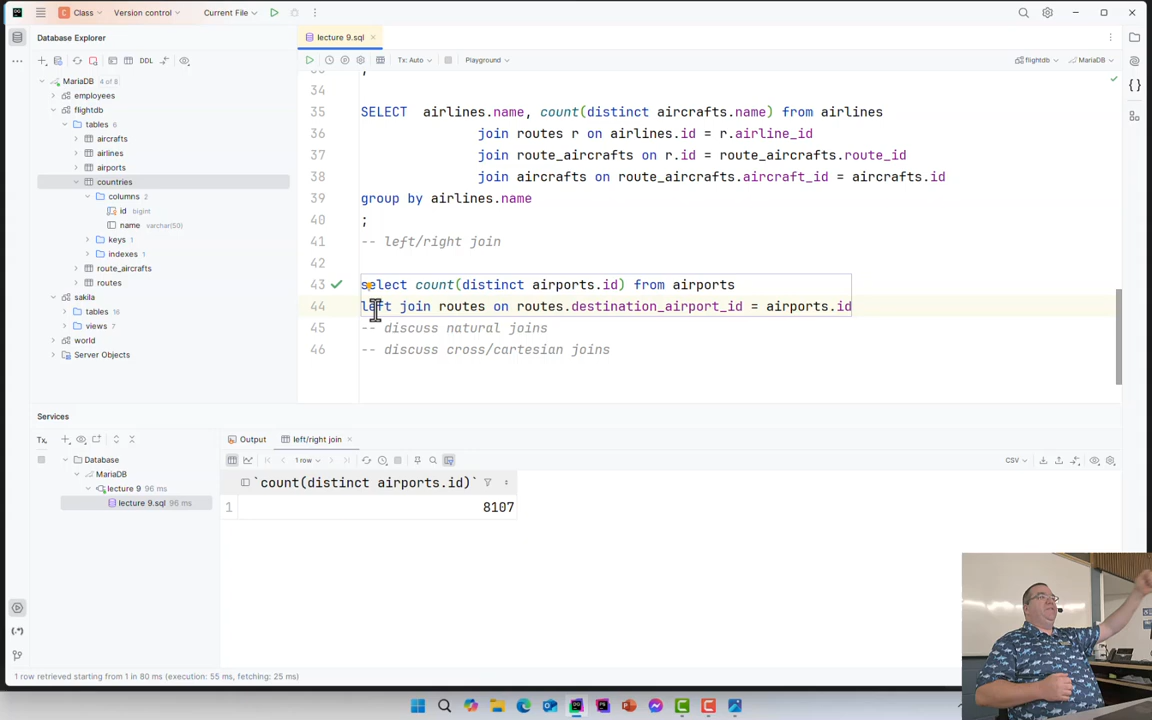 Class Version control Current File
Database Explorer
lecture 9.sql
DDL
Tx: Auto Playground flightdb MariaDB
MariaDB 4 of 8
employees
flightdb
tables 6
aircrafts
airlines
airports
countries
columns 2
id bigint
name varchar(50)
keys 1
indexes 1
route_aircrafts
routes
sakila
tables 16
views 7
world
Server Objects
34
35 SELECT airlines.name, count(distinct aircrafts.name) from airlines
36 join routes r on airlines.id = r.airline_id
37 join route_aircrafts on r.id = route_aircrafts.route_id
38 join aircrafts on route_aircrafts.aircraft_id = aircrafts.id
39 group by airlines.name
40 ;
41 -- left/right join
42
43 select count(distinct airports.id) from airports
44 left join routes on routes.destination_airport_id = airports.id
45 -- discuss natural joins
46 -- discuss cross/cartesian joins
Services
Tx
Database
MariaDB
lecture 9 96 ms
lecture 9.sql 96 ms
Output left/right join
1 row CSV
`count(distinct airports.id)`
1 8107
1 row retrieved starting from 1 in 80 ms (execution: 55 ms, fetching: 25 ms)